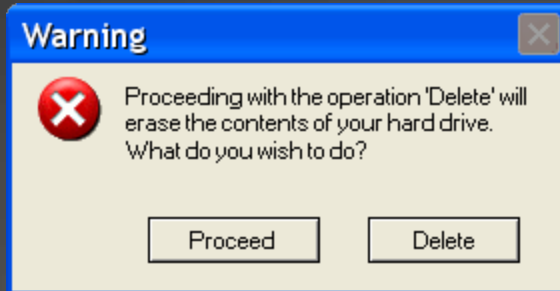 Warning
Proceeding with the operation 'Delete' will
erase the contents of your hard drive.
What do you wish to do?
Proceed
Delete